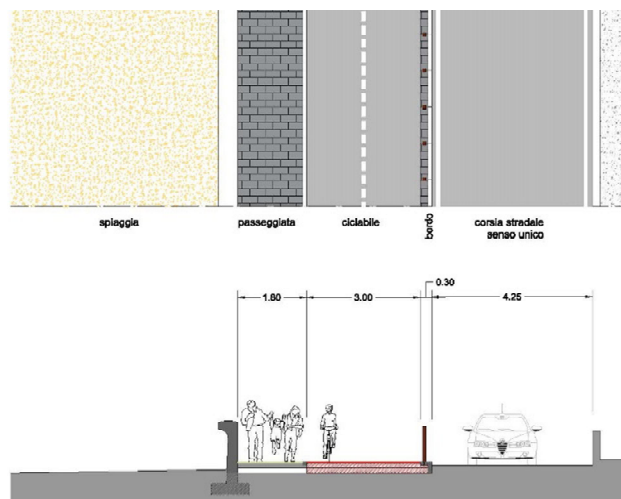 spiaggia
passeggiata
ciclabile
bordo
corsia stradale
senso unico
0.30
1.80
3.00
4.25